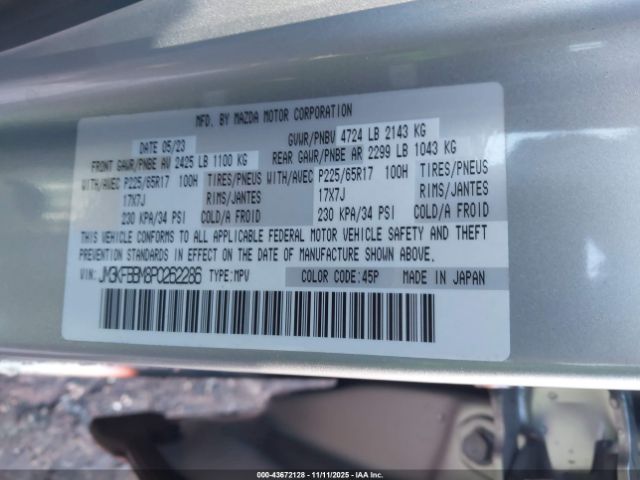 MFD. BY MAZDA MOTOR CORPORATION
DATE 05/23 GVWR/PNBV 4724 LB 2143 KG
FRONT GAWR/PNBE AV 2425 LB 1100 KG REAR GAWR/PNBE AR 2299 LB 1043 KG
WITH/AVEC P225/65R17 100H TIRES/PNEUS WITH/AVEC P225/65R17 100H TIRES/PNEUS
17X7J RIMS/JANTES 17X7J RIMS/JANTES
230 KPA/34 PSI COLD/A FROID 230 KPA/34 PSI COLD/A FROID
THIS VEHICLE CONFORMS TO ALL APPLICABLE FEDERAL MOTOR VEHICLE SAFETY AND THEFT
PREVENTION STANDARDS IN EFFECT ON THE DATE OF MANUFACTURE SHOWN ABOVE.
VIN: JM3KFBBM8P0262286 TYPE:MPV COLOR CODE:45P MADE IN JAPAN
000-43672128 - 11/11/2025 - IAA Inc.